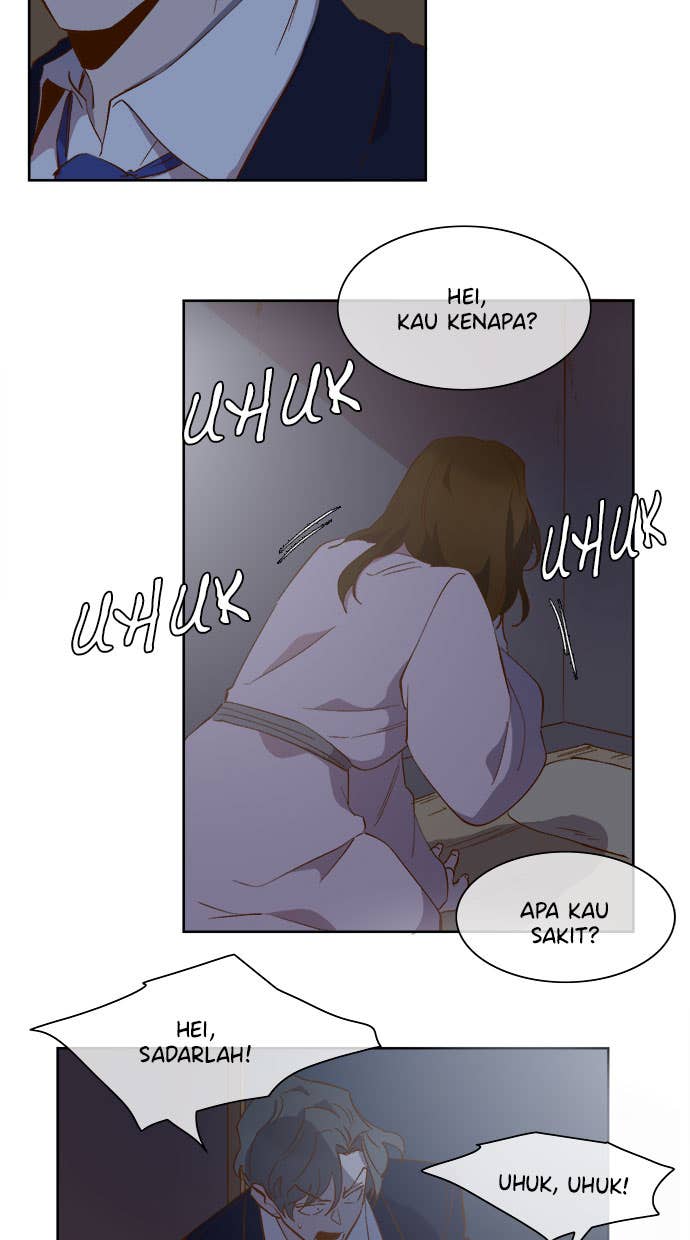 HEI,
KAU KENAPA?
UHUK
UHUK
UHUK
APA KAU
SAKIT?
HEI,
SADARLAH!
UHUK, UHUK!